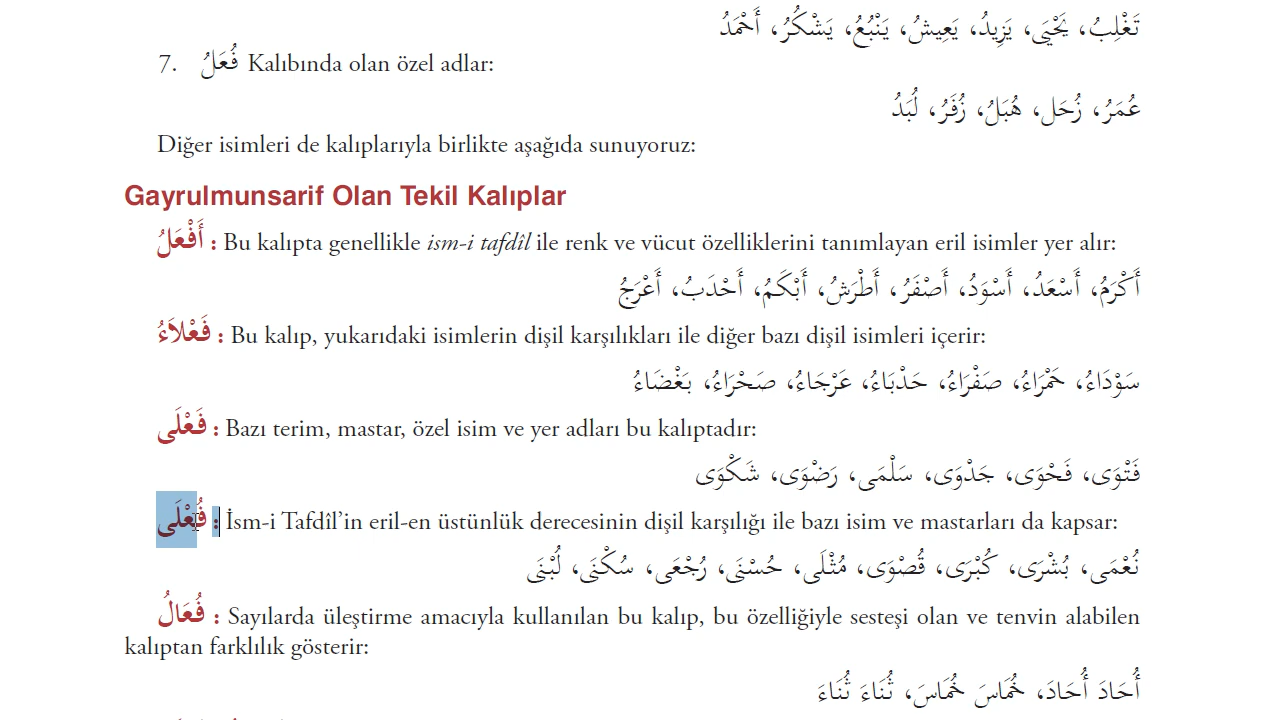 تَغْلِبُ، يَحْيَى، يَزِيدُ، يَعِيشُ، يَنْبُعُ، يَشْكُرُ، أَحْمَدُ
7. فُعَلُ Kalıbında olan özel adlar:
عُمَرُ، زُحَل، هُبَلُ، زُفَرُ، لُبَدُ
Diğer isimleri de kalıplarıyla birlikte aşağıda sunuyoruz:
Gayrulmunsarif Olan Tekil Kalıplar
أَفْعَلُ : Bu kalıpta genellikle ism-i tafdîl ile renk ve vücut özelliklerini tanımlayan eril isimler yer alır:
أَكْرَمُ، أَسْعَدُ، أَسْوَدُ، أَصْفَرُ، أَطْرَشُ، أَبْكَمُ، أَحْدَبُ، أَعْرَجُ
فَعْلاَءُ : Bu kalıp, yukarıdaki isimlerin dişil karşılıkları ile diğer bazı dişil isimleri içerir:
سَوْدَاءُ، حَمْرَاءُ، صَفْرَاءُ، حَدْبَاءُ، عَرْجَاءُ، صَحْرَاءُ، بَغْضَاءُ
فَعْلَى : Bazı terim, mastar, özel isim ve yer adları bu kalıptadır:
فَتْوَى، فَحْوَى، جَدْوَى، سَلْمَى، رَضْوَى، شَكْوَى
فُعْلَى : İsm-i Tafdîl’in eril-en üstünlük derecesinin dişil karşılığı ile bazı isim ve mastarları da kapsar:
نُعْمَى، بُشْرَى، كُبْرَى، قُصْوَى، مُثْلَى، حُسْنَى، رُجْعَى، سُكْنَى، لُبْنَى
فُعَالُ : Sayılarda üleştirme amacıyla kullanılan bu kalıp, bu özelliğiyle sesteşi olan ve tenvin alabilen
kalıptan farklılık gösterir:
أُحَادَ أُحَادَ، خُمَاسَ خُمَاسَ، ثُنَاءَ ثُنَاءَ